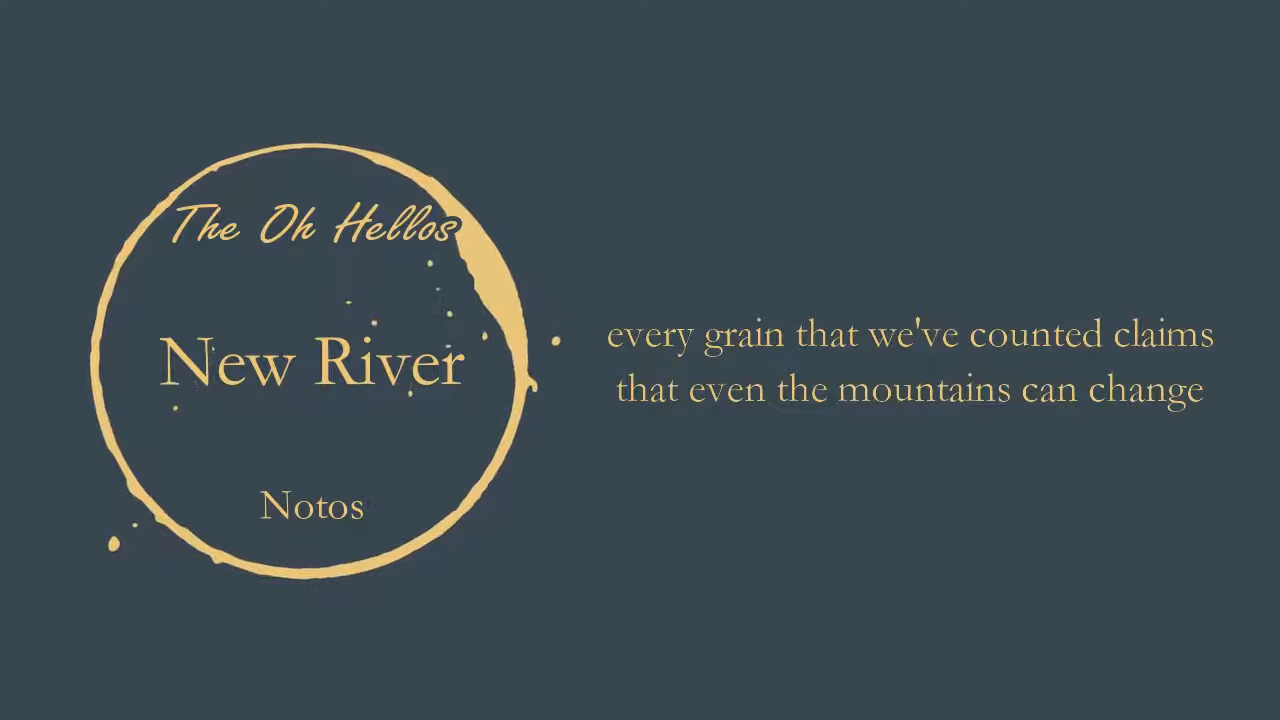 The Oh Hellos
New River
Notos
every grain that we've counted claims
that even the mountains can change